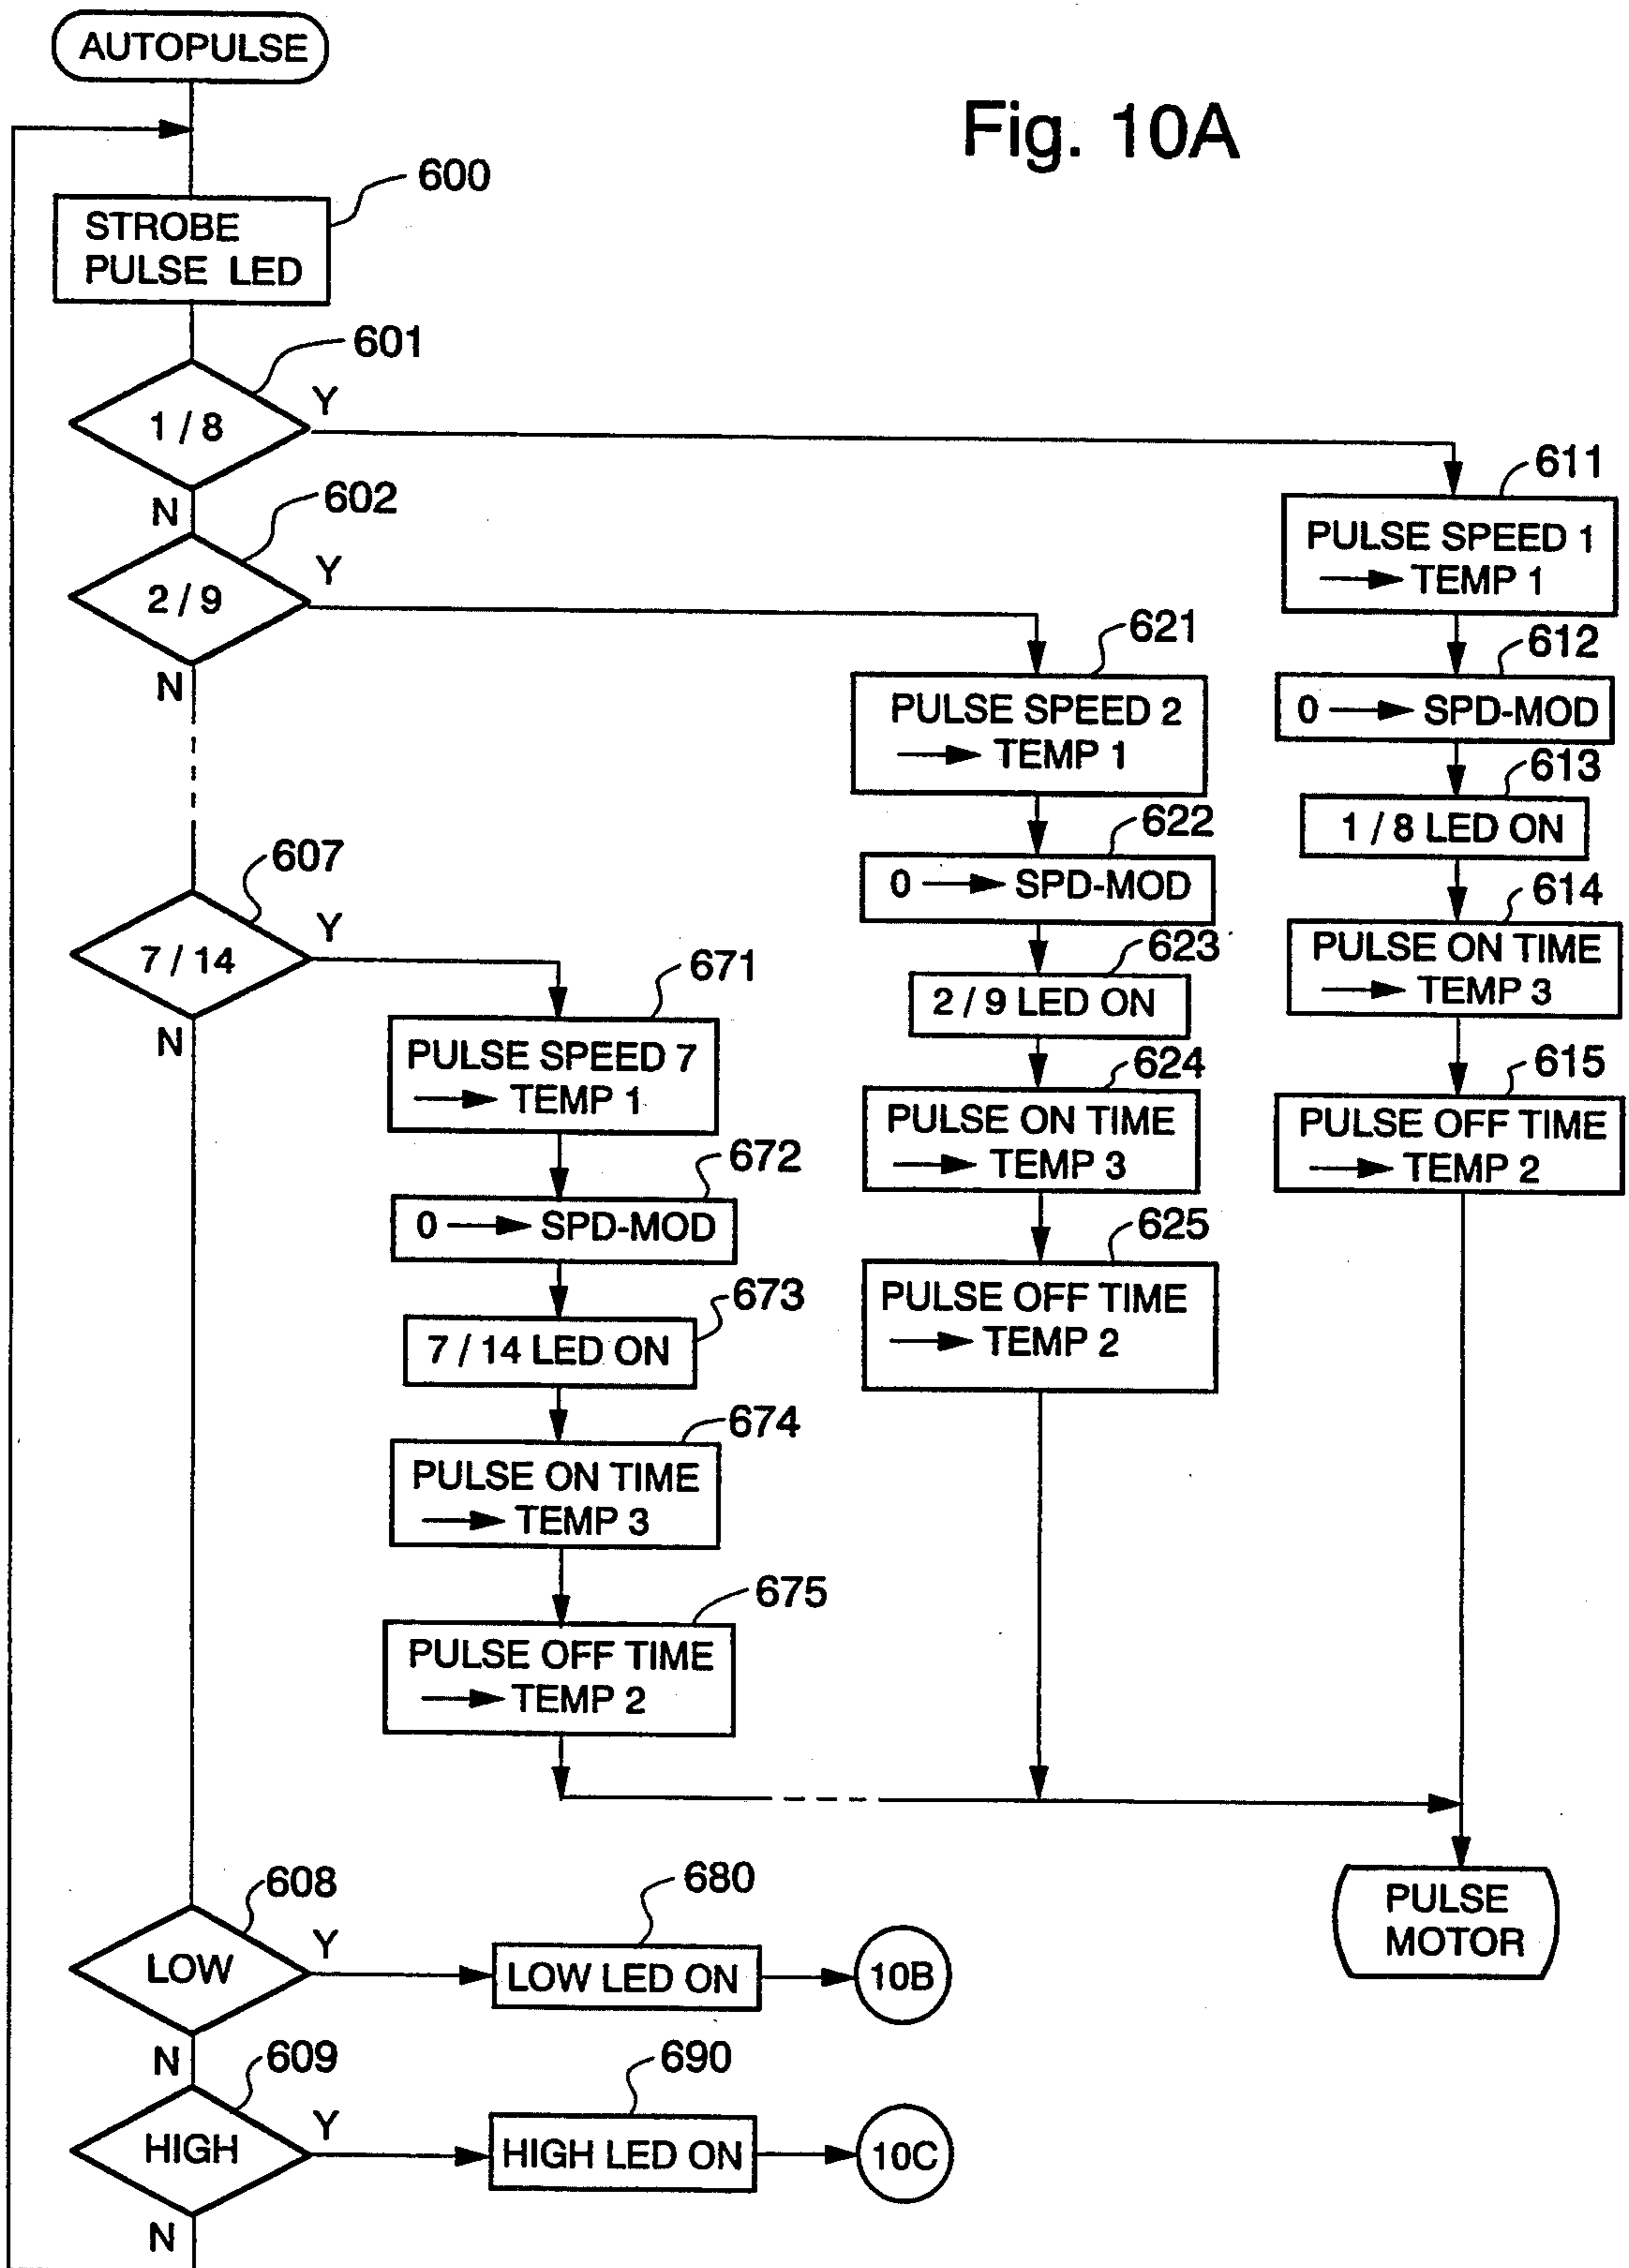 AUTOPULSE
Fig. 10A
600
STROBE
PULSE LED
601
1 / 8
Y
N
602
2 / 9
Y
N
607
7 / 14
Y
N
611
PULSE SPEED 1
→ TEMP 1
612
0 → SPD-MOD
613
1 / 8 LED ON
614
PULSE ON TIME
→ TEMP 3
615
PULSE OFF TIME
→ TEMP 2
621
PULSE SPEED 2
→ TEMP 1
622
0 → SPD-MOD
623
2 / 9 LED ON
624
PULSE ON TIME
→ TEMP 3
625
PULSE OFF TIME
→ TEMP 2
671
PULSE SPEED 7
→ TEMP 1
672
0 → SPD-MOD
673
7 / 14 LED ON
674
PULSE ON TIME
→ TEMP 3
675
PULSE OFF TIME
→ TEMP 2
PULSE
MOTOR
608
LOW
Y
N
680
LOW LED ON
10B
609
HIGH
Y
N
690
HIGH LED ON
10C